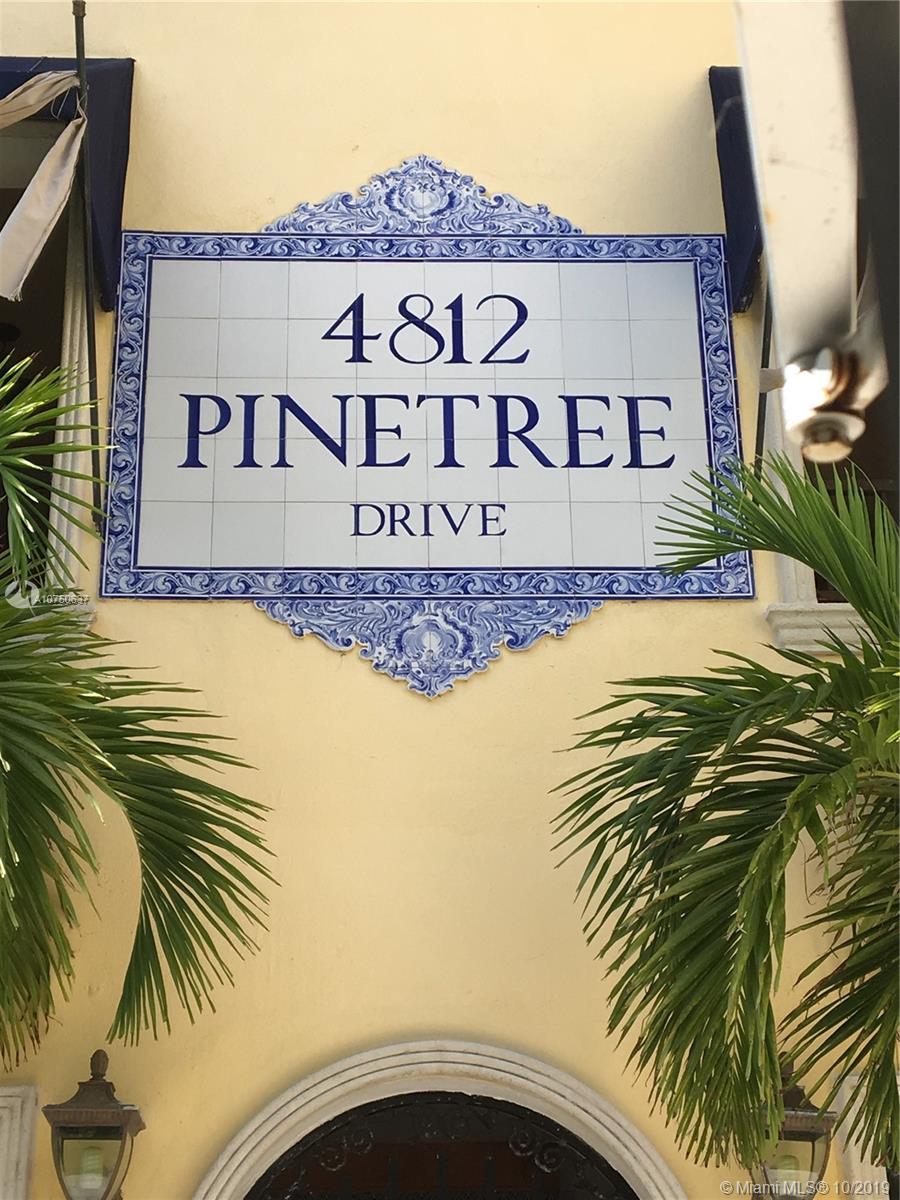 4812
PINETREE
DRIVE
© Miami MLS® 10/2019